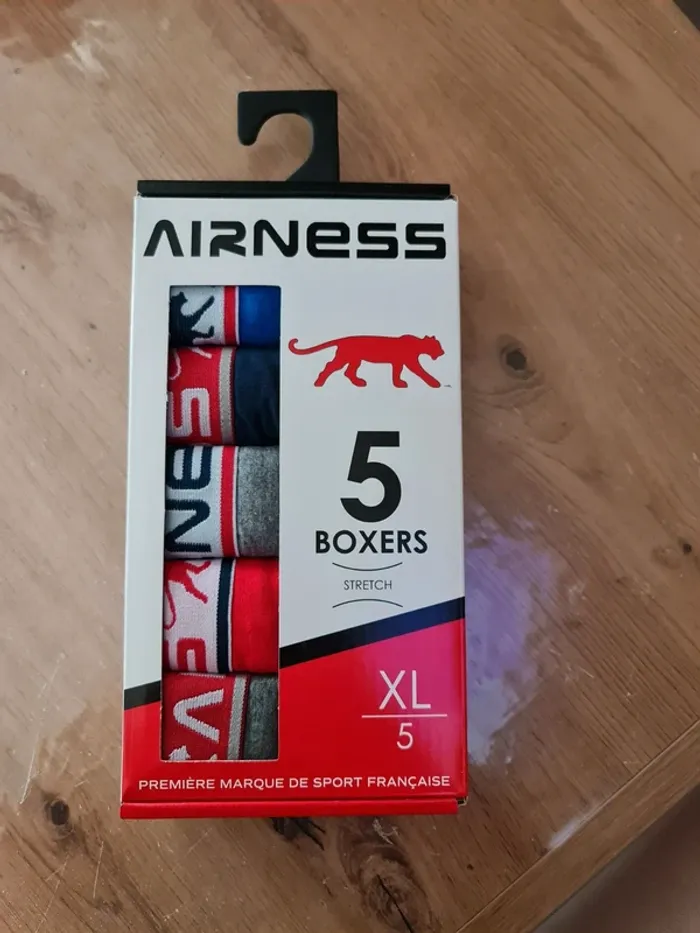 AIRNESS
5
BOXERS
STRETCH
XL
5
PREMIÈRE MARQUE DE SPORT FRANÇAISE